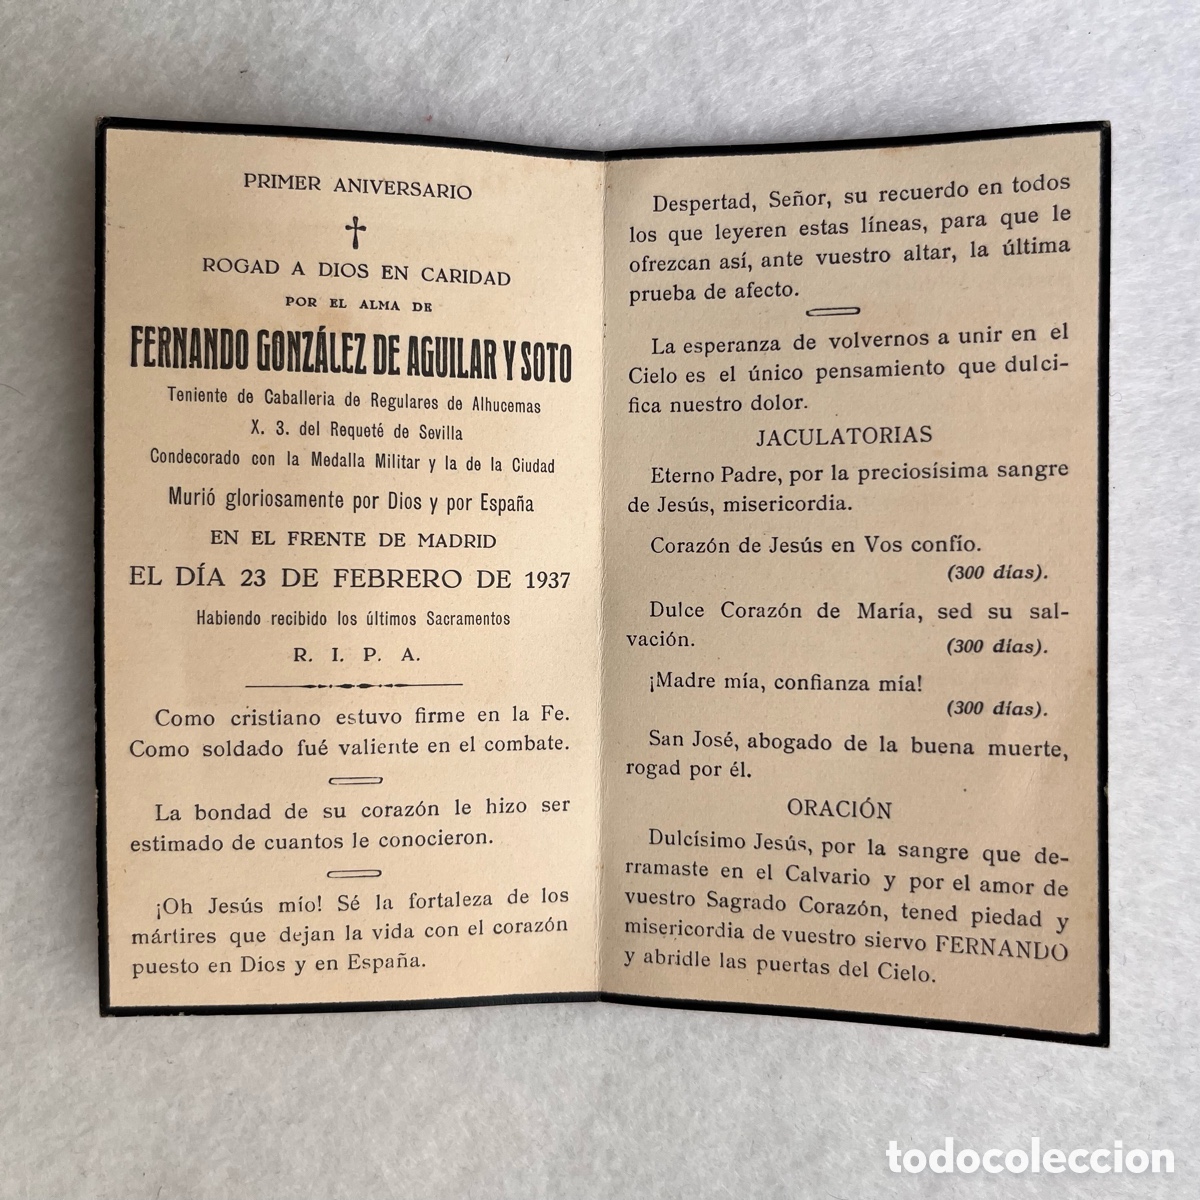 PRIMER ANIVERSARIO
ROGAD A DIOS EN CARIDAD
POR EL ALMA DE
FERNANDO GONZÁLEZ DE AGUILAR Y SOTO
Teniente de Caballeria de Regulares de Alhucemas
X. 3. del Requeté de Sevilla
Condecorado con la Medalla Militar y la de la Ciudad
Murió gloriosamente por Dios y por España
EN EL FRENTE DE MADRID
EL DÍA 23 DE FEBRERO DE 1937
Habiendo recibido los últimos Sacramentos
R. I. P. A.
Como cristiano estuvo firme en la Fe.
Como soldado fué valiente en el combate.
La bondad de su corazón le hizo ser
estimado de cuantos le conocieron.
¡Oh Jesús mío! Sé la fortaleza de los
mártires que dejan la vida con el corazón
puesto en Dios y en España.
Despertad, Señor, su recuerdo en todos
los que leyeren estas líneas, para que le
ofrezcan así, ante vuestro altar, la última
prueba de afecto.
La esperanza de volvernos a unir en el
Cielo es el único pensamiento que dulci-
fica nuestro dolor.
JACULATORIAS
Eterno Padre, por la preciosísima sangre
de Jesús, misericordia.
Corazón de Jesús en Vos confío.
(300 días).
Dulce Corazón de María, sed su sal-
vación. (300 días).
¡Madre mía, confianza mía!
(300 días).
San José, abogado de la buena muerte,
rogad por él.
ORACIÓN
Dulcísimo Jesús, por la sangre que de-
rramaste en el Calvario y por el amor de
vuestro Sagrado Corazón, tened piedad y
misericordia de vuestro siervo FERNANDO
y abridle las puertas del Cielo.
todocoleccion